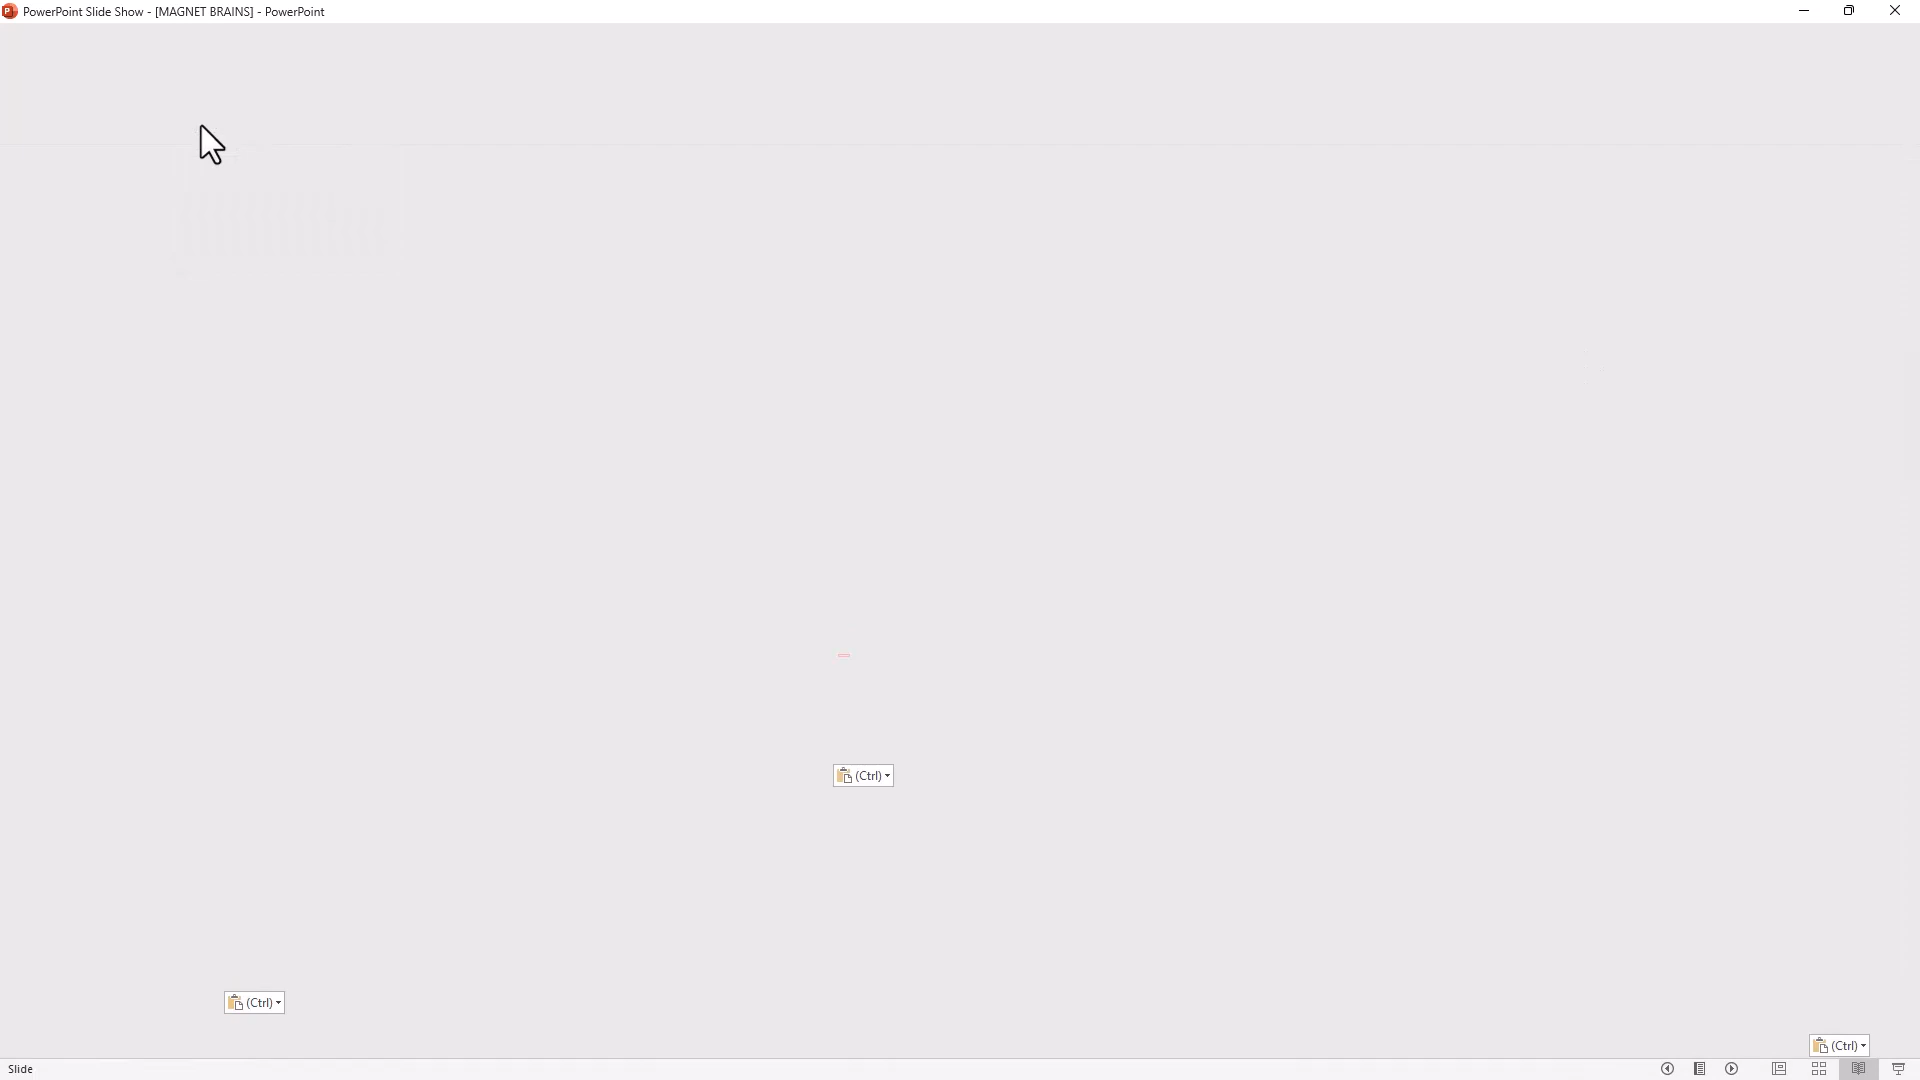 PowerPoint Slide Show - [MAGNET BRAINS] - PowerPoint
(Ctrl)
(Ctrl)
(Ctrl)
Slide